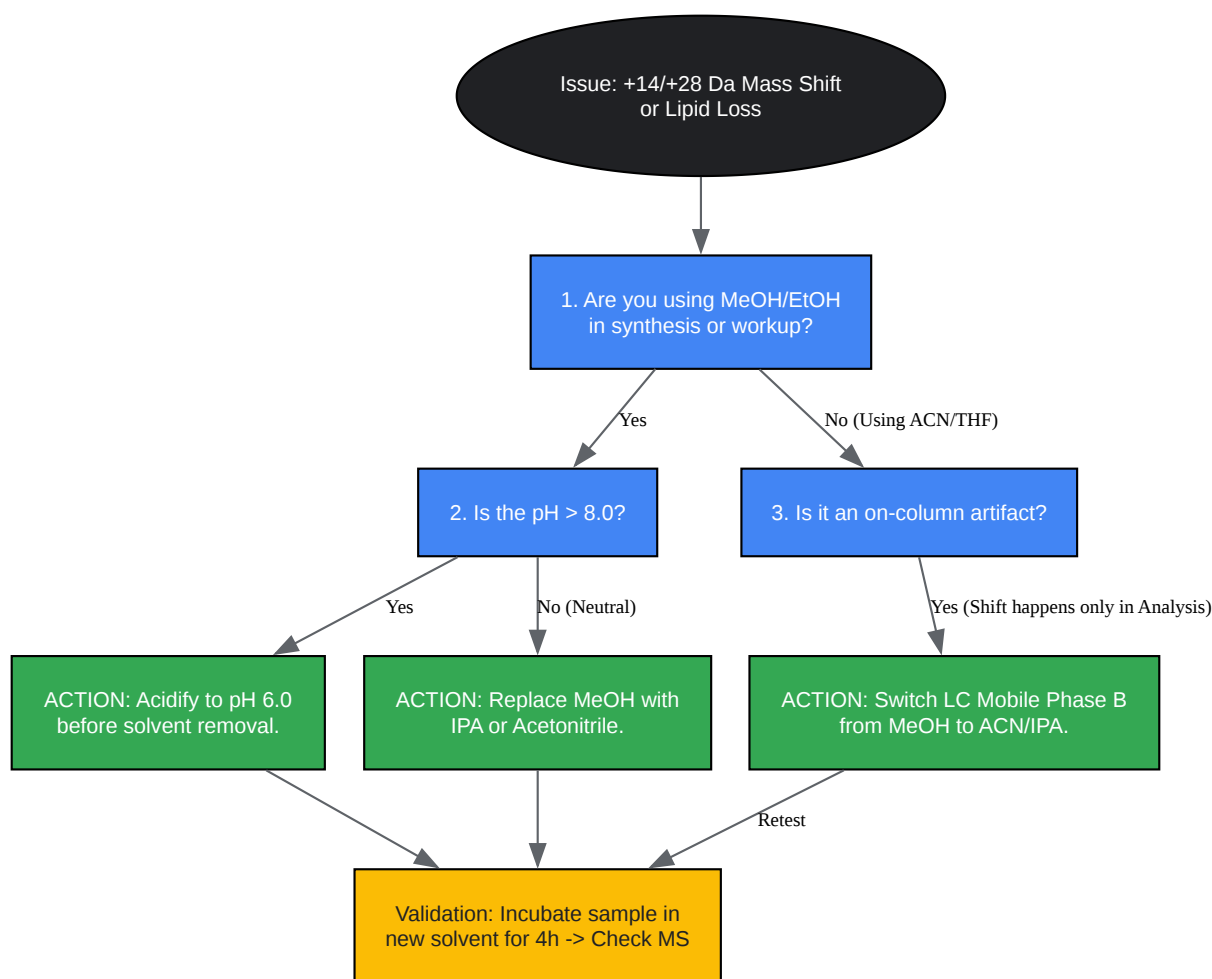 Issue: +14/+28 Da Mass Shift
or Lipid Loss
1. Are you using MeOH/EtOH
in synthesis or workup?
Yes
No (Using ACN/THF)
2. Is the pH > 8.0?
3. Is it an on-column artifact?
Yes
No (Neutral)
Yes (Shift happens only in Analysis)
ACTION: Acidify to pH 6.0
before solvent removal.
ACTION: Replace MeOH with
IPA or Acetonitrile.
ACTION: Switch LC Mobile Phase B
from MeOH to ACN/IPA.
Retest
Validation: Incubate sample in
new solvent for 4h -> Check MS